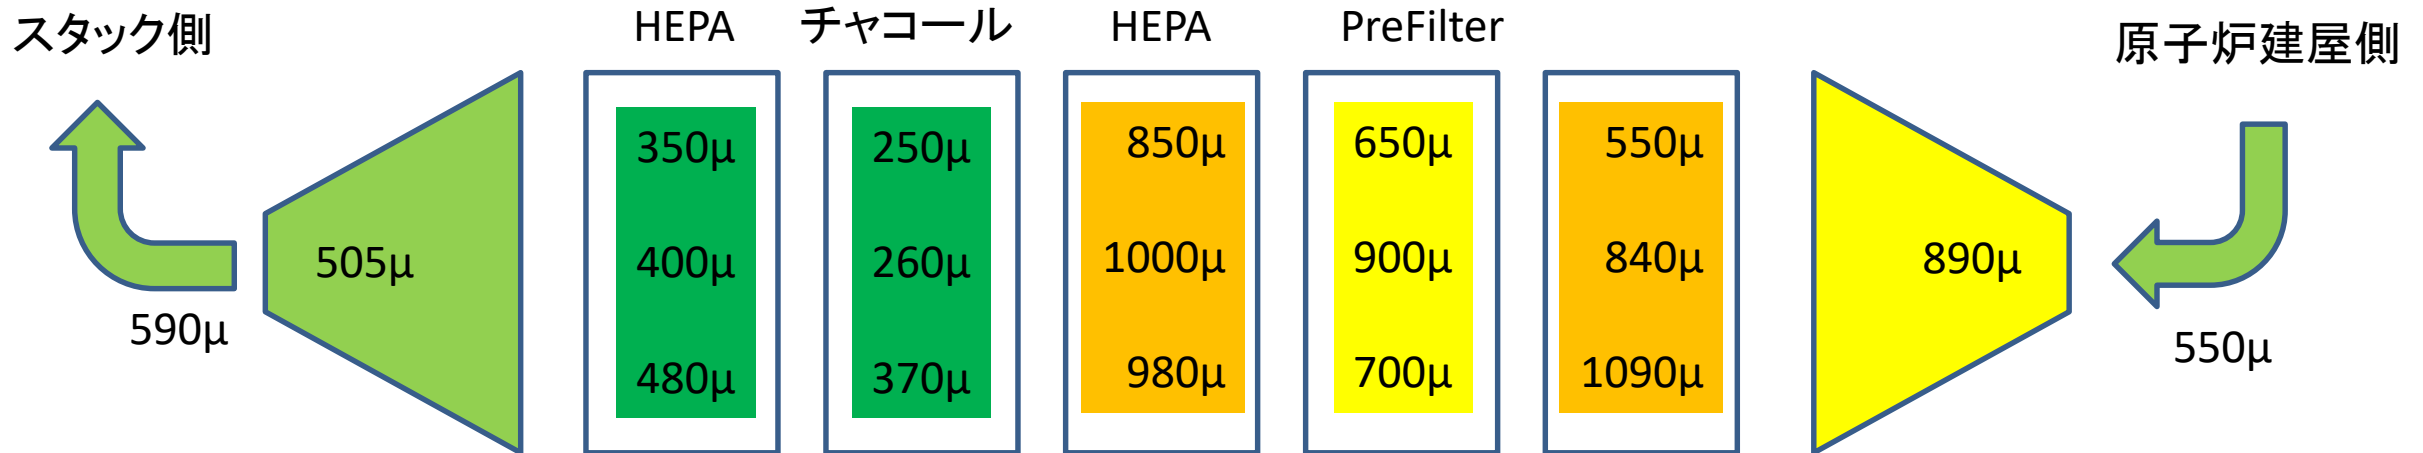 スタック側
HEPA
チャコール
HEPA
PreFilter
原子炉建屋側
350μ
250μ
850μ
650μ
550μ
505μ
400μ
260μ
1000μ
900μ
840μ
890μ
590μ
550μ
480μ
370μ
980μ
700μ
1090μ